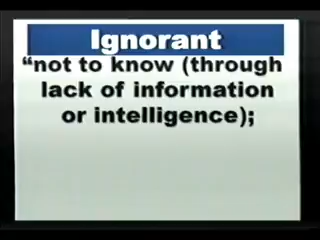 Ignorant
“not to know (through
lack of information
or intelligence);